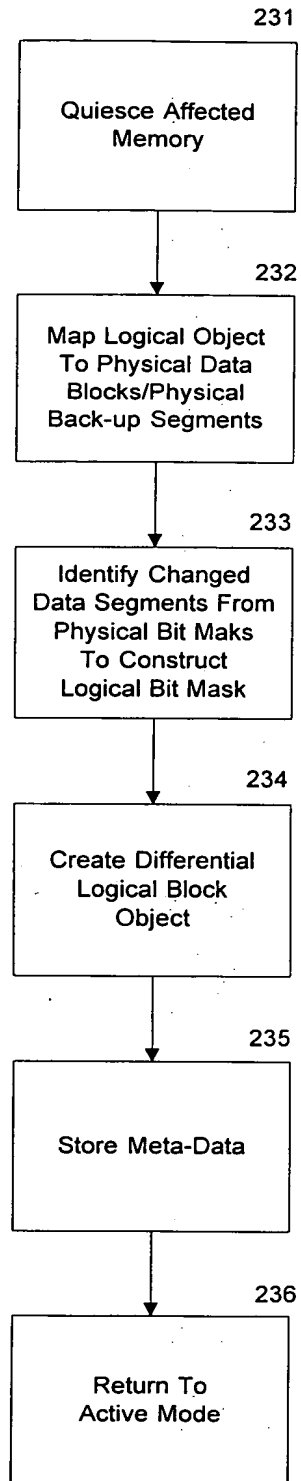 231
Quiesce Affected
Memory
232
Map Logical Object
To Physical Data
Blocks/Physical
Back-up Segments
233
Identify Changed
Data Segments From
Physical Bit Maks
To Construct
Logical Bit Mask
234
Create Differential
Logical Block
Object
235
Store Meta-Data
236
Return To
Active Mode